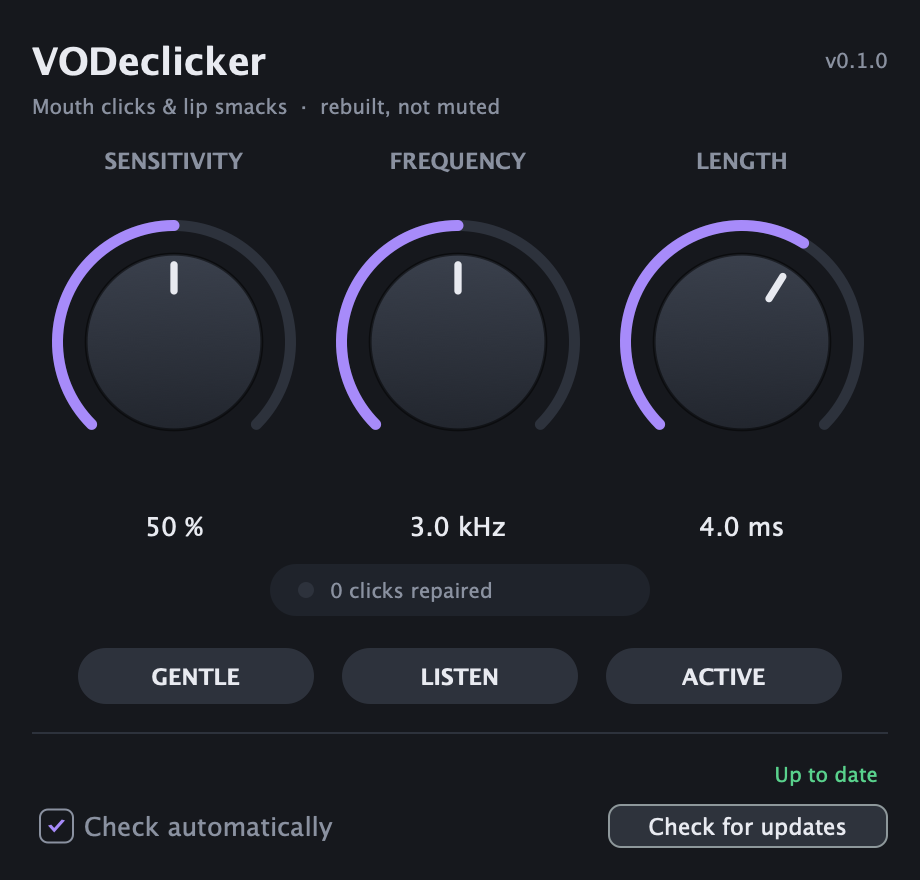 VODeclicker
v0.1.0
Mouth clicks & lip smacks · rebuilt, not muted
SENSITIVITY FREQUENCY LENGTH
50 % 3.0 kHz 4.0 ms
0 clicks repaired
GENTLE LISTEN ACTIVE
Up to date
Check automatically Check for updates